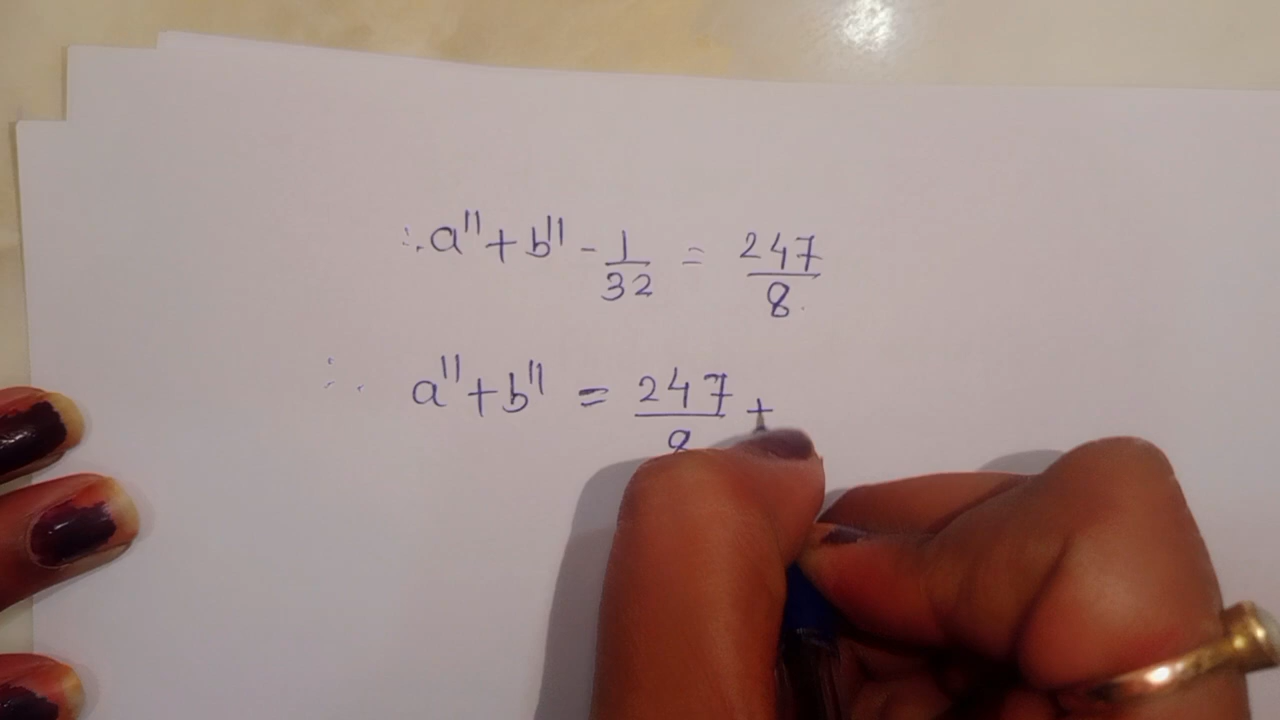 ∴ a¹¹ + b¹¹ - 1/32 = 247/8
∴ a¹¹ + b¹¹ = 247/8 +